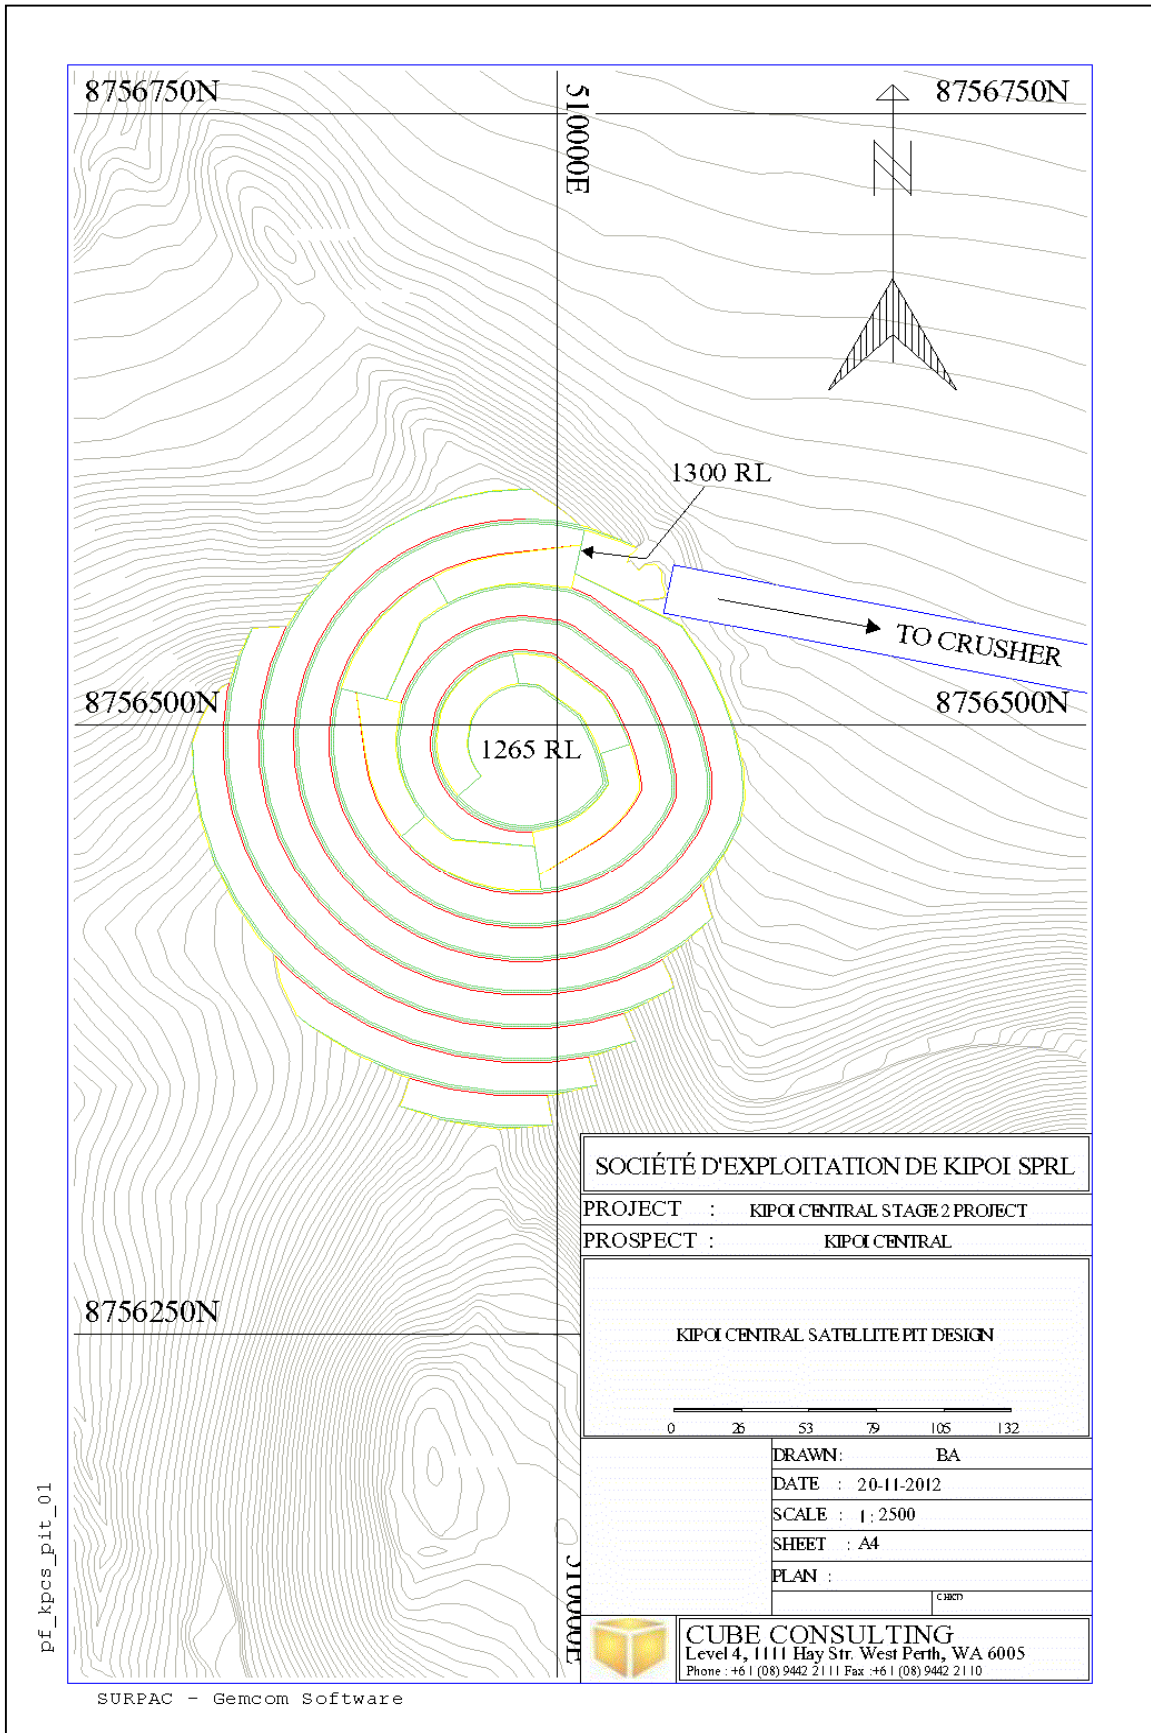 8756750N
510000E
8756750N
1300 RL
TO CRUSHER
8756500N
8756500N
1265 RL
8756250N
SOCIÉTÉ D'EXPLOITATION DE KIPOI SPRL
PROJECT : KIPOI CENTRAL STAGE 2 PROJECT
PROSPECT : KIPOI CENTRAL
KIPOI CENTRAL SATELLITE PIT DESIGN
0 26 53 79 105 132
DRAWN: BA
DATE : 20-11-2012
SCALE : 1 : 2500
SHEET : A4
PLAN :
CHK'D
510000E
CUBE CONSULTING
Level 4, 1111 Hay Str. West Perth, WA 6005
Phone : +61 (08) 9442 2111 Fax :+61 (08) 9442 2110
pf_kpcs_pit_01
SURPAC - Gemcom Software